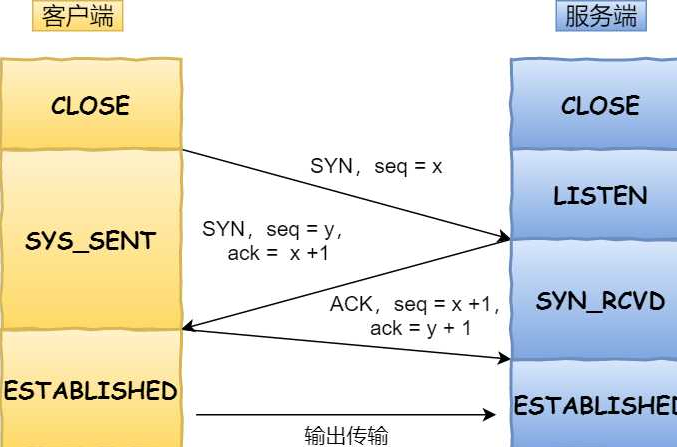 客户端
服务端
CLOSE
CLOSE
SYN，seq = x
LISTEN
SYS_SENT
SYN，seq = y，
ack =  x +1
SYN_RCVD
ACK，seq = x +1，
ack = y + 1
ESTABLISHED
ESTABLISHED
输出传输